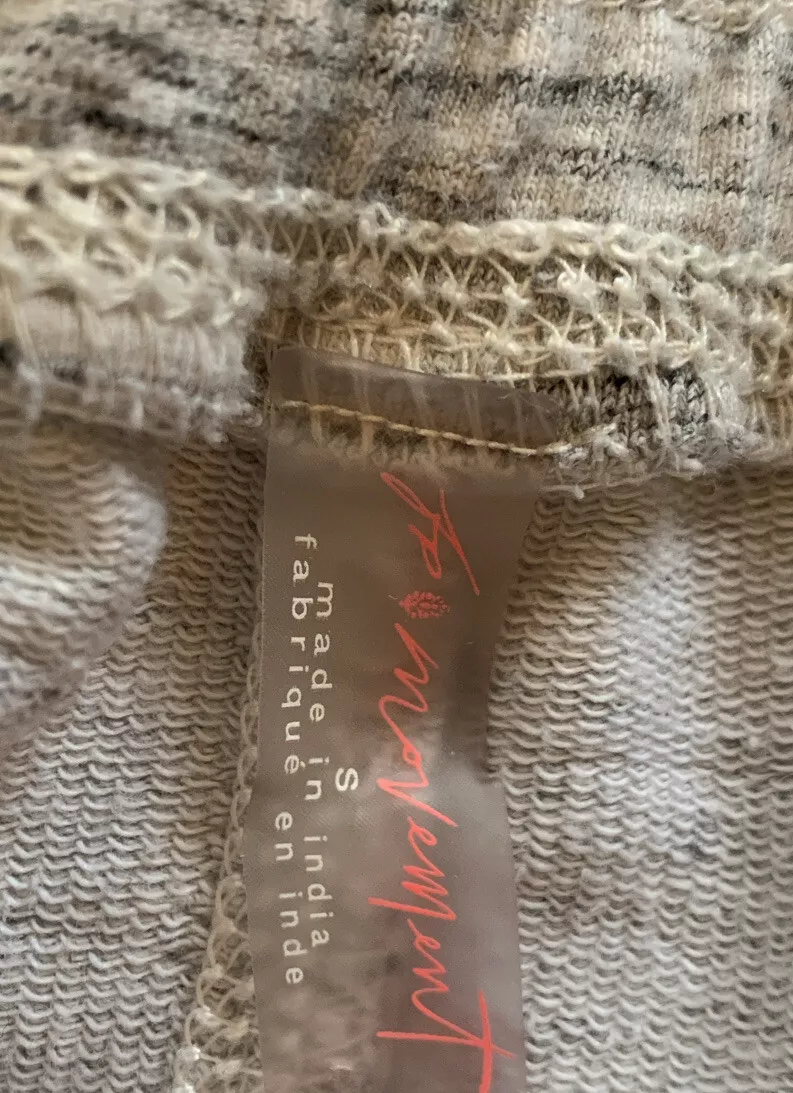 fp movement
S
made in india
fabriqué en inde